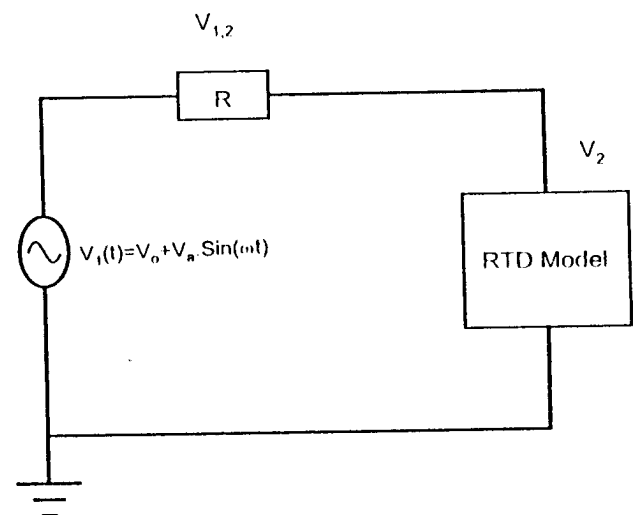 V1,2
R
V2
V1(t)=Vo+Va.Sin(ωt)
RTD Model